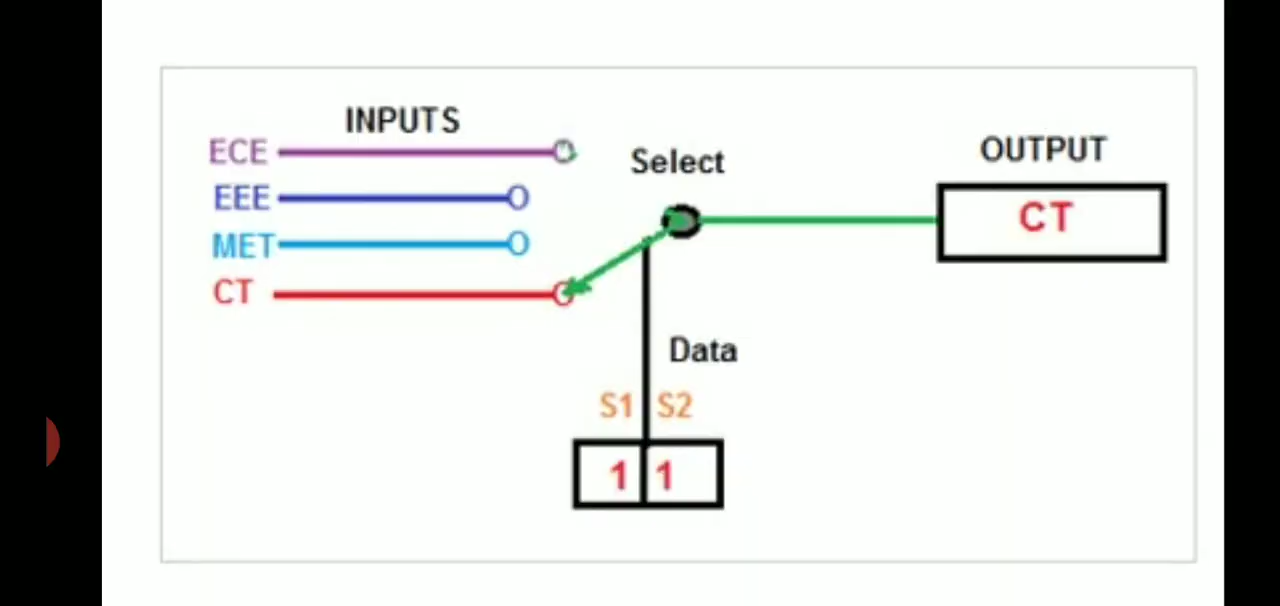 INPUTS
ECE
EEE
MET
CT
Select
OUTPUT
CT
Data
S1 S2
1 1